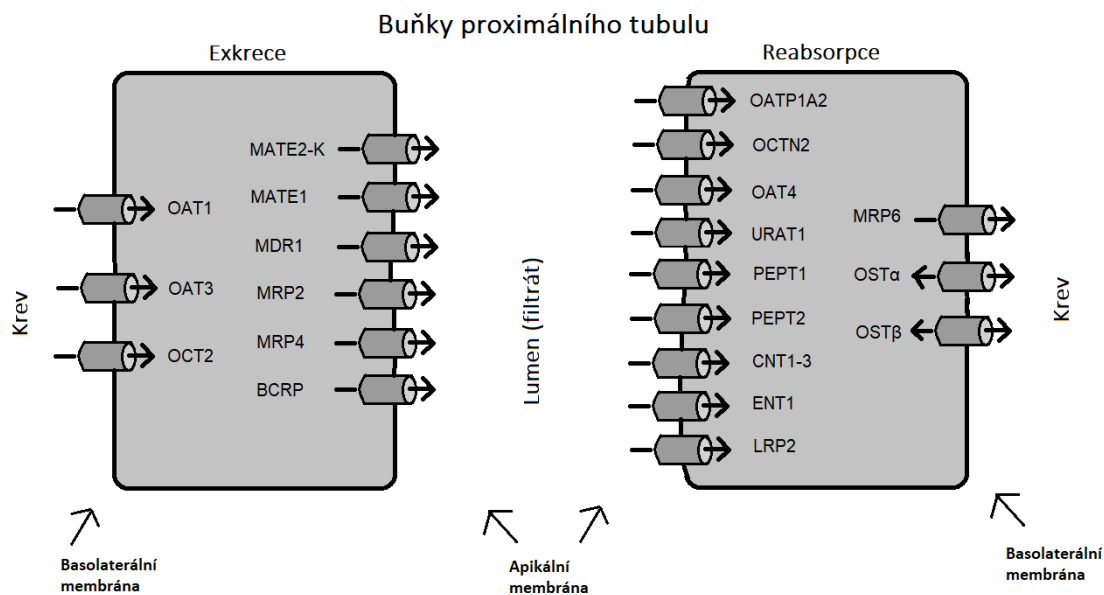 Buňky proximálního tubulu
Exkrece
Reabsorpce
Krev
OAT1
OAT3
OCT2
MATE2-K
MATE1
MDR1
MRP2
MRP4
BCRP
Lumen (filtrát)
OATP1A2
OCTN2
OAT4
URAT1
PEPT1
PEPT2
CNT1-3
ENT1
LRP2
MRP6
OSTα
OSTβ
Krev
Basolaterální
membrána
Apikální
membrána
Basolaterální
membrána